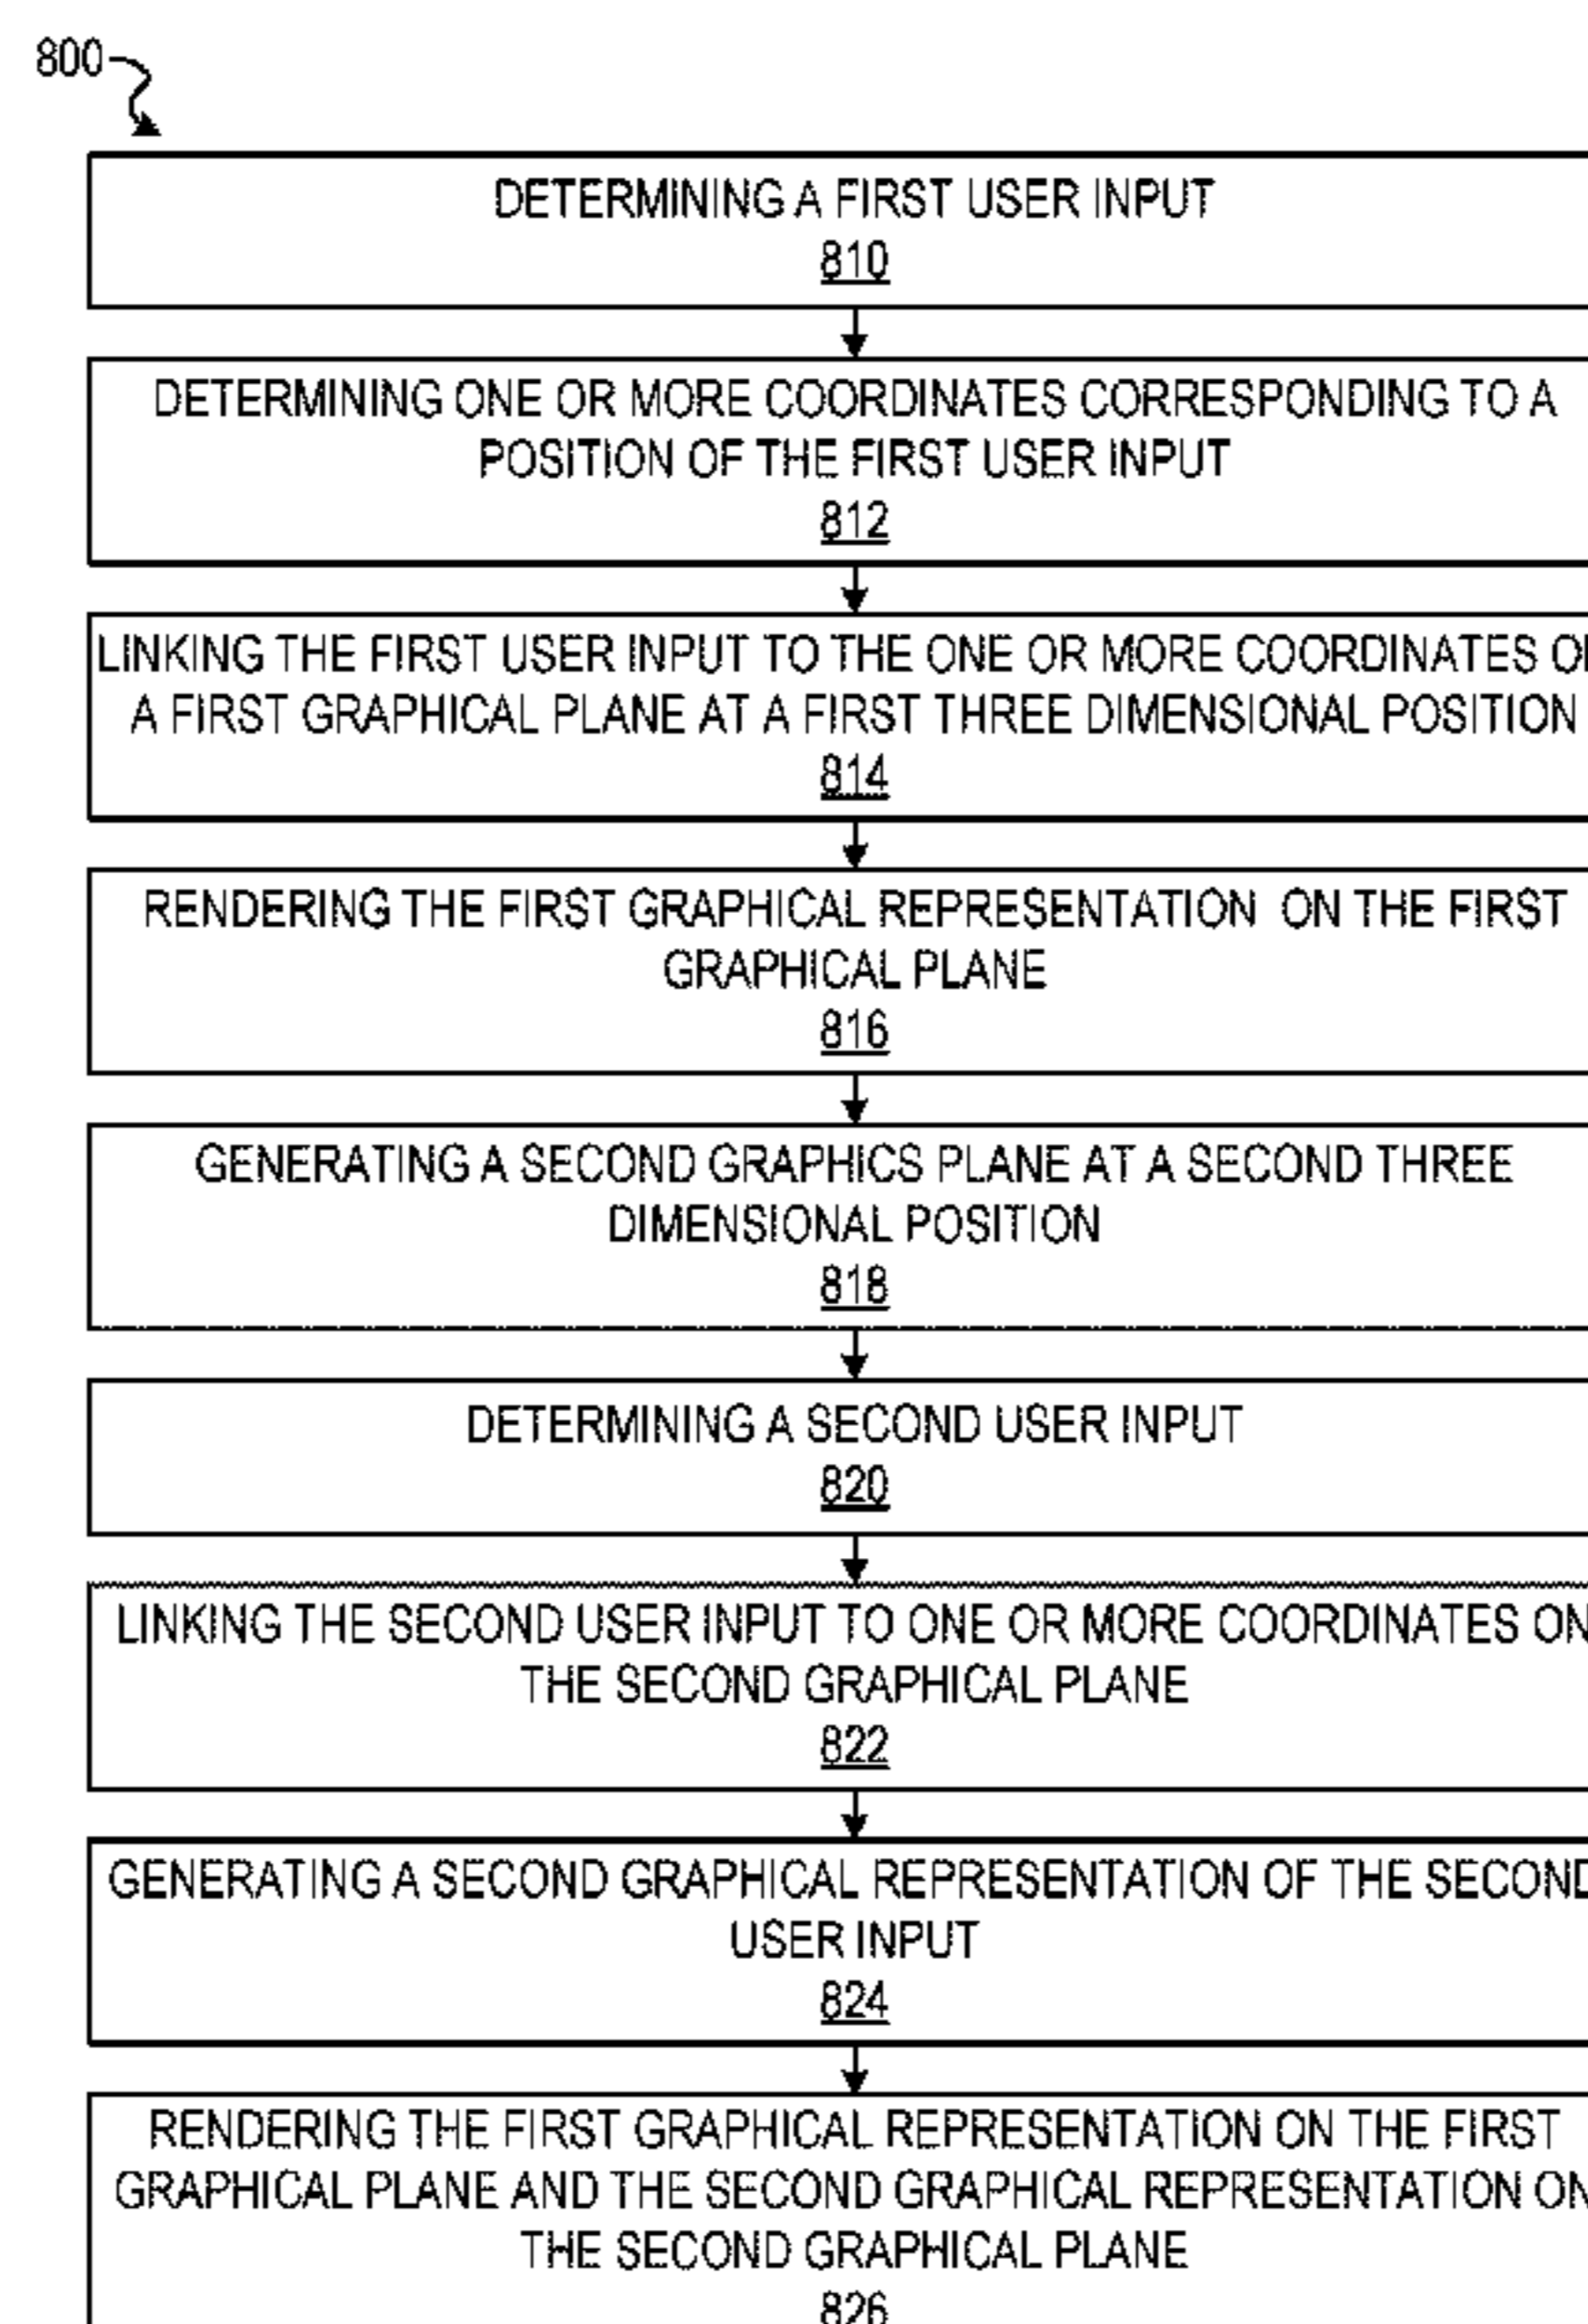 800
DETERMINING A FIRST USER INPUT
810
DETERMINING ONE OR MORE COORDINATES CORRESPONDING TO A
POSITION OF THE FIRST USER INPUT
812
LINKING THE FIRST USER INPUT TO THE ONE OR MORE COORDINATES
A FIRST GRAPHICAL PLANE AT A FIRST THREE DIMENSIONAL POSITION
814
RENDERING THE FIRST GRAPHICAL REPRESENTATION ON THE FIRST
GRAPHICAL PLANE
816
GENERATING A SECOND GRAPHICS PLANE AT A SECOND THREE
DIMENSIONAL POSITION
818
DETERMINING A SECOND USER INPUT
820
LINKING THE SECOND USER INPUT TO ONE OR MORE COORDINATES ON
THE SECOND GRAPHICAL PLANE
822
GENERATING A SECOND GRAPHICAL REPRESENTATION OF THE SECOND
USER INPUT
824
RENDERING THE FIRST GRAPHICAL REPRESENTATION ON THE FIRST
GRAPHICAL PLANE AND THE SECOND GRAPHICAL REPRESENTATION ON
THE SECOND GRAPHICAL PLANE
826